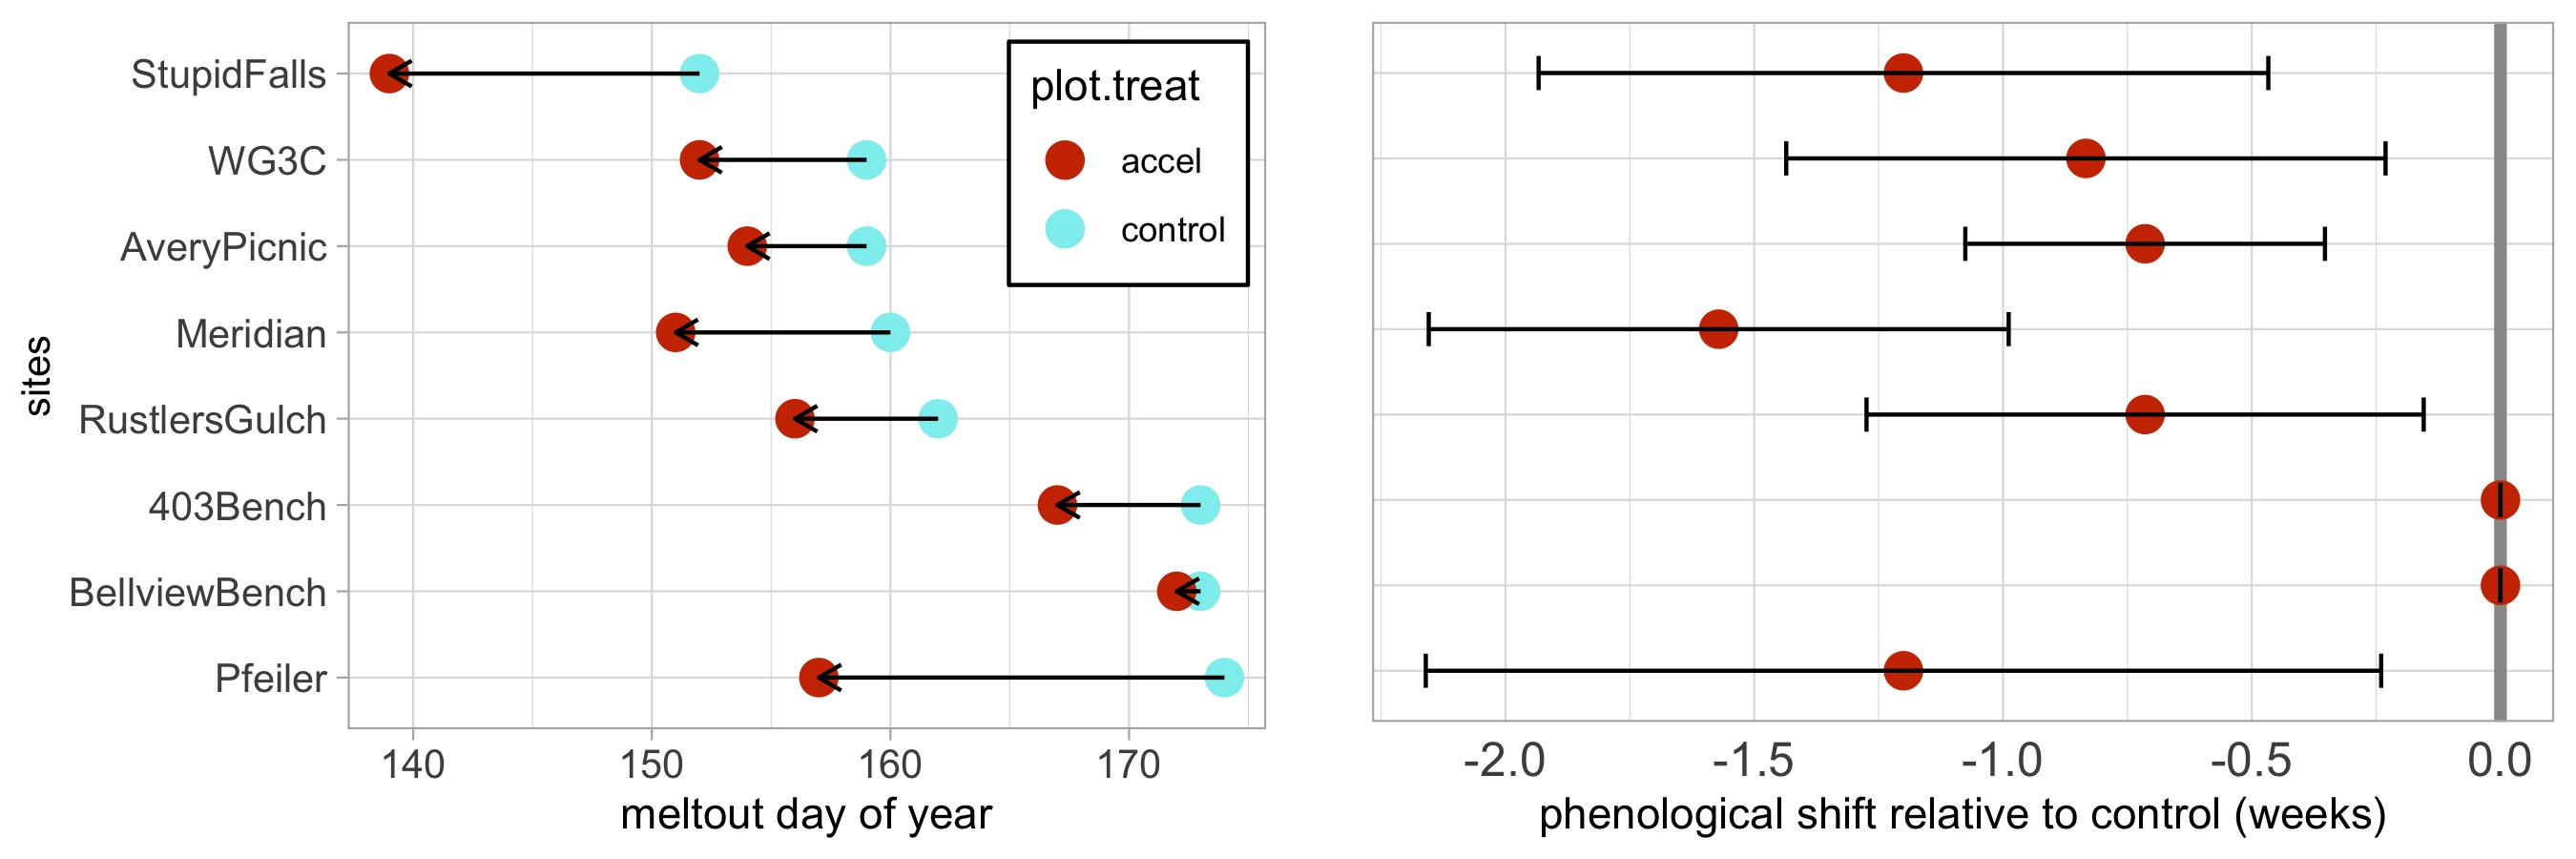 StupidFalls
WG3C
AveryPicnic
Meridian
RustlersGulch
403Bench
BellviewBench
Pfeiler
sites
plot.treat
accel
control
140 150 160 170
meltout day of year
-2.0 -1.5 -1.0 -0.5 0.0
phenological shift relative to control (weeks)